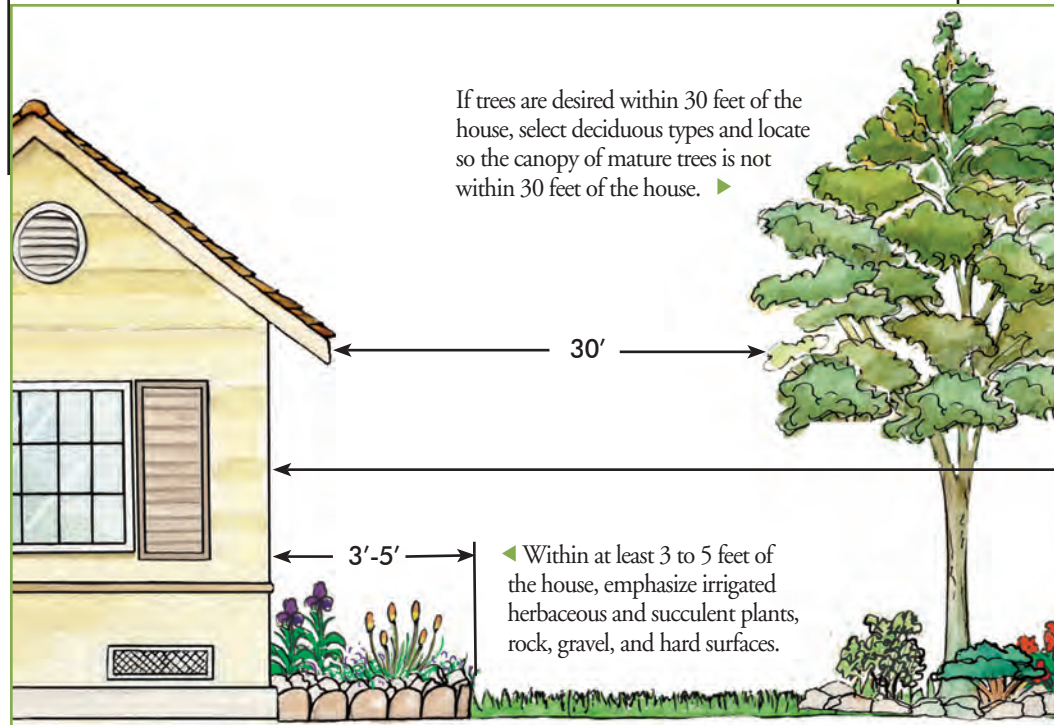 If trees are desired within 30 feet of the
house, select deciduous types and locate
so the canopy of mature trees is not
within 30 feet of the house. ▶
30′
3′-5′
◀ Within at least 3 to 5 feet of
the house, emphasize irrigated
herbaceous and succulent plants,
rock, gravel, and hard surfaces.